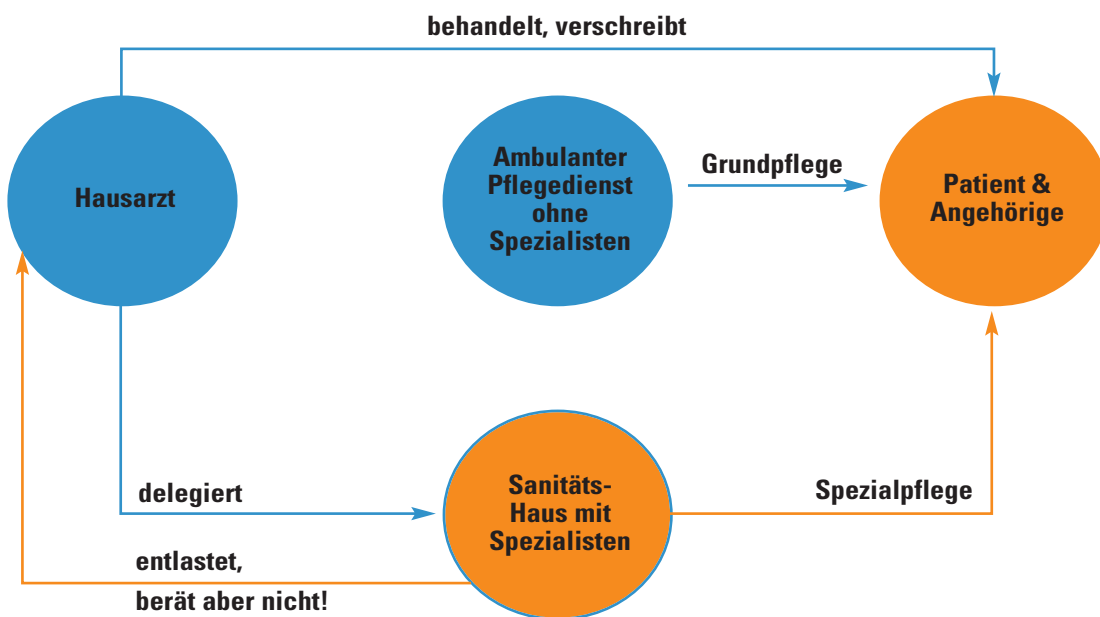 behandelt, verschreibt
Hausarzt
Ambulanter
Pflegedienst
ohne
Spezialisten
Grundpflege
Patient &
Angehörige
delegiert
Sanitäts-
Haus mit
Spezialisten
Spezialpflege
entlastet,
berät aber nicht!